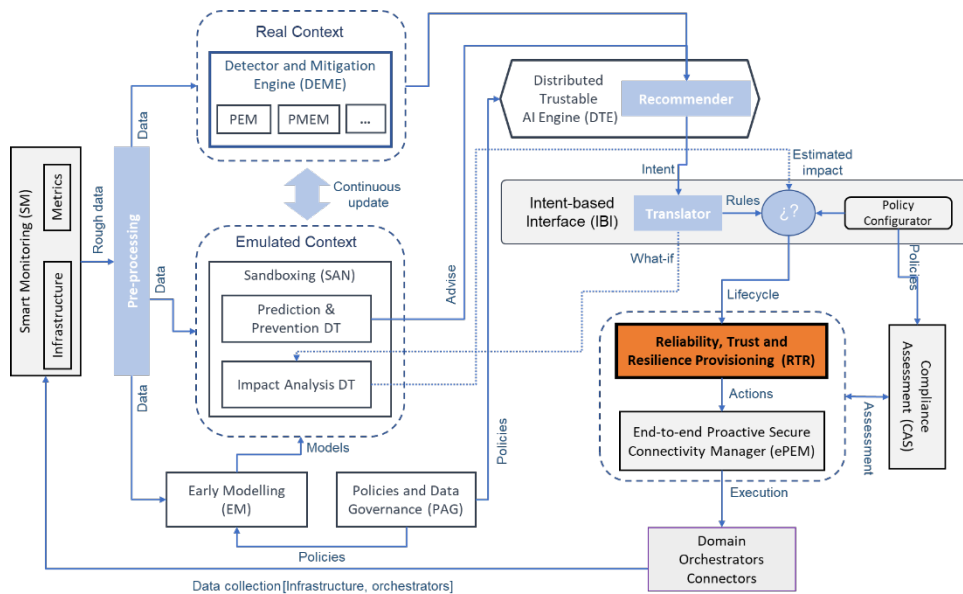 Real Context
Detector and Mitigation
Engine (DEME)
PEM
PMEM
...
Distributed
Trustable
AI Engine (DTE)
Recommender
Data
Smart Monitoring (SM)
Metrics
Infrastructure
Rough data
Pre-processing
Continuous
update
Intent
Estimated
impact
Intent-based
Interface (IBI)
Translator
Rules
¿?
Policy
Configurator
Emulated Context
Sandboxing (SAN)
Prediction &
Prevention DT
Impact Analysis DT
Data
Advise
What-if
Lifecycle
Policies
Reliability, Trust and
Resilience Provisioning (RTR)
Actions
End-to-end Proactive Secure
Connectivity Manager (ePEM)
Assessment
Compliance
Assessment (CAS)
Data
Models
Policies
Early Modelling
(EM)
Policies and Data
Governance (PAG)
Policies
Execution
Domain
Orchestrators
Connectors
Data collection [Infrastructure, orchestrators]